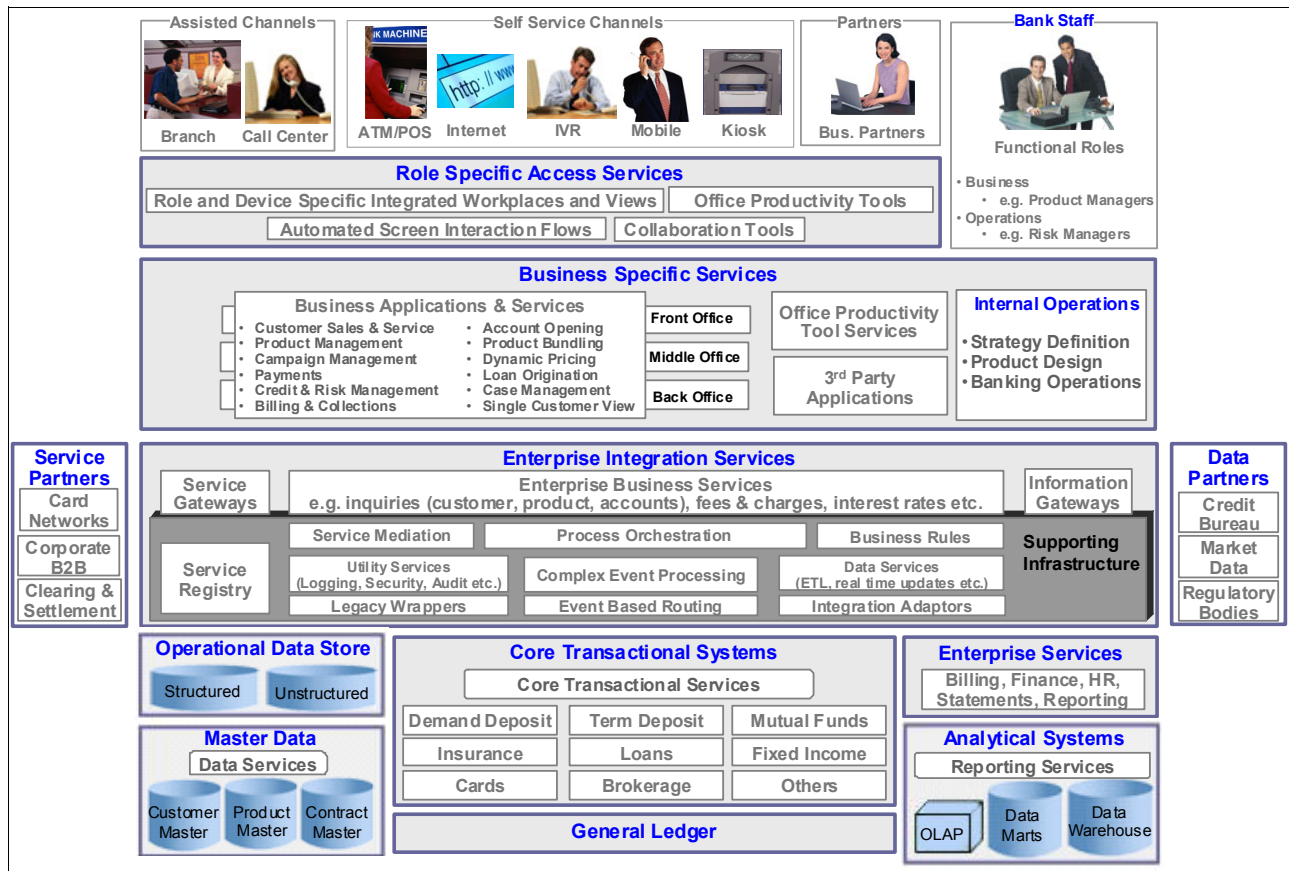 Assisted Channels
Branch
Call Center
Self Service Channels
NK MACHINE
http: // www
ATM/POS
Internet
IVR
Mobile
Kiosk
Partners
Bus. Partners
Bank Staff
Functional Roles
• Business
• e.g. Product Managers
• Operations
• e.g. Risk Managers
Role Specific Access Services
Role and Device Specific Integrated Workplaces and Views
Office Productivity Tools
Automated Screen Interaction Flows
Collaboration Tools
Business Specific Services
Business Applications & Services
• Customer Sales & Service
• Product Management
• Campaign Management
• Payments
• Credit & Risk Management
• Billing & Collections
• Account Opening
• Product Bundling
• Dynamic Pricing
• Loan Origination
• Case Management
• Single Customer View
Front Office
Middle Office
Back Office
Office Productivity
Tool Services
3rd Party
Applications
Internal Operations
• Strategy Definition
• Product Design
• Banking Operations
Service
Partners
Card
Networks
Corporate
B2B
Clearing &
Settlement
Enterprise Integration Services
Service
Gateways
Enterprise Business Services
e.g. inquiries (customer, product, accounts), fees & charges, interest rates etc.
Information
Gateways
Service
Registry
Service Mediation
Process Orchestration
Business Rules
Supporting
Infrastructure
Utility Services
(Logging, Security, Audit etc.)
Complex Event Processing
Data Services
(ETL, real time updates etc.)
Legacy Wrappers
Event Based Routing
Integration Adaptors
Data
Partners
Credit
Bureau
Market
Data
Regulatory
Bodies
Operational Data Store
Structured
Unstructured
Master Data
Data Services
Customer
Master
Product
Master
Contract
Master
Core Transactional Systems
Core Transactional Services
Demand Deposit
Term Deposit
Mutual Funds
Insurance
Loans
Fixed Income
Cards
Brokerage
Others
General Ledger
Enterprise Services
Billing, Finance, HR,
Statements, Reporting
Analytical Systems
Reporting Services
OLAP
Data
Marts
Data
Warehouse